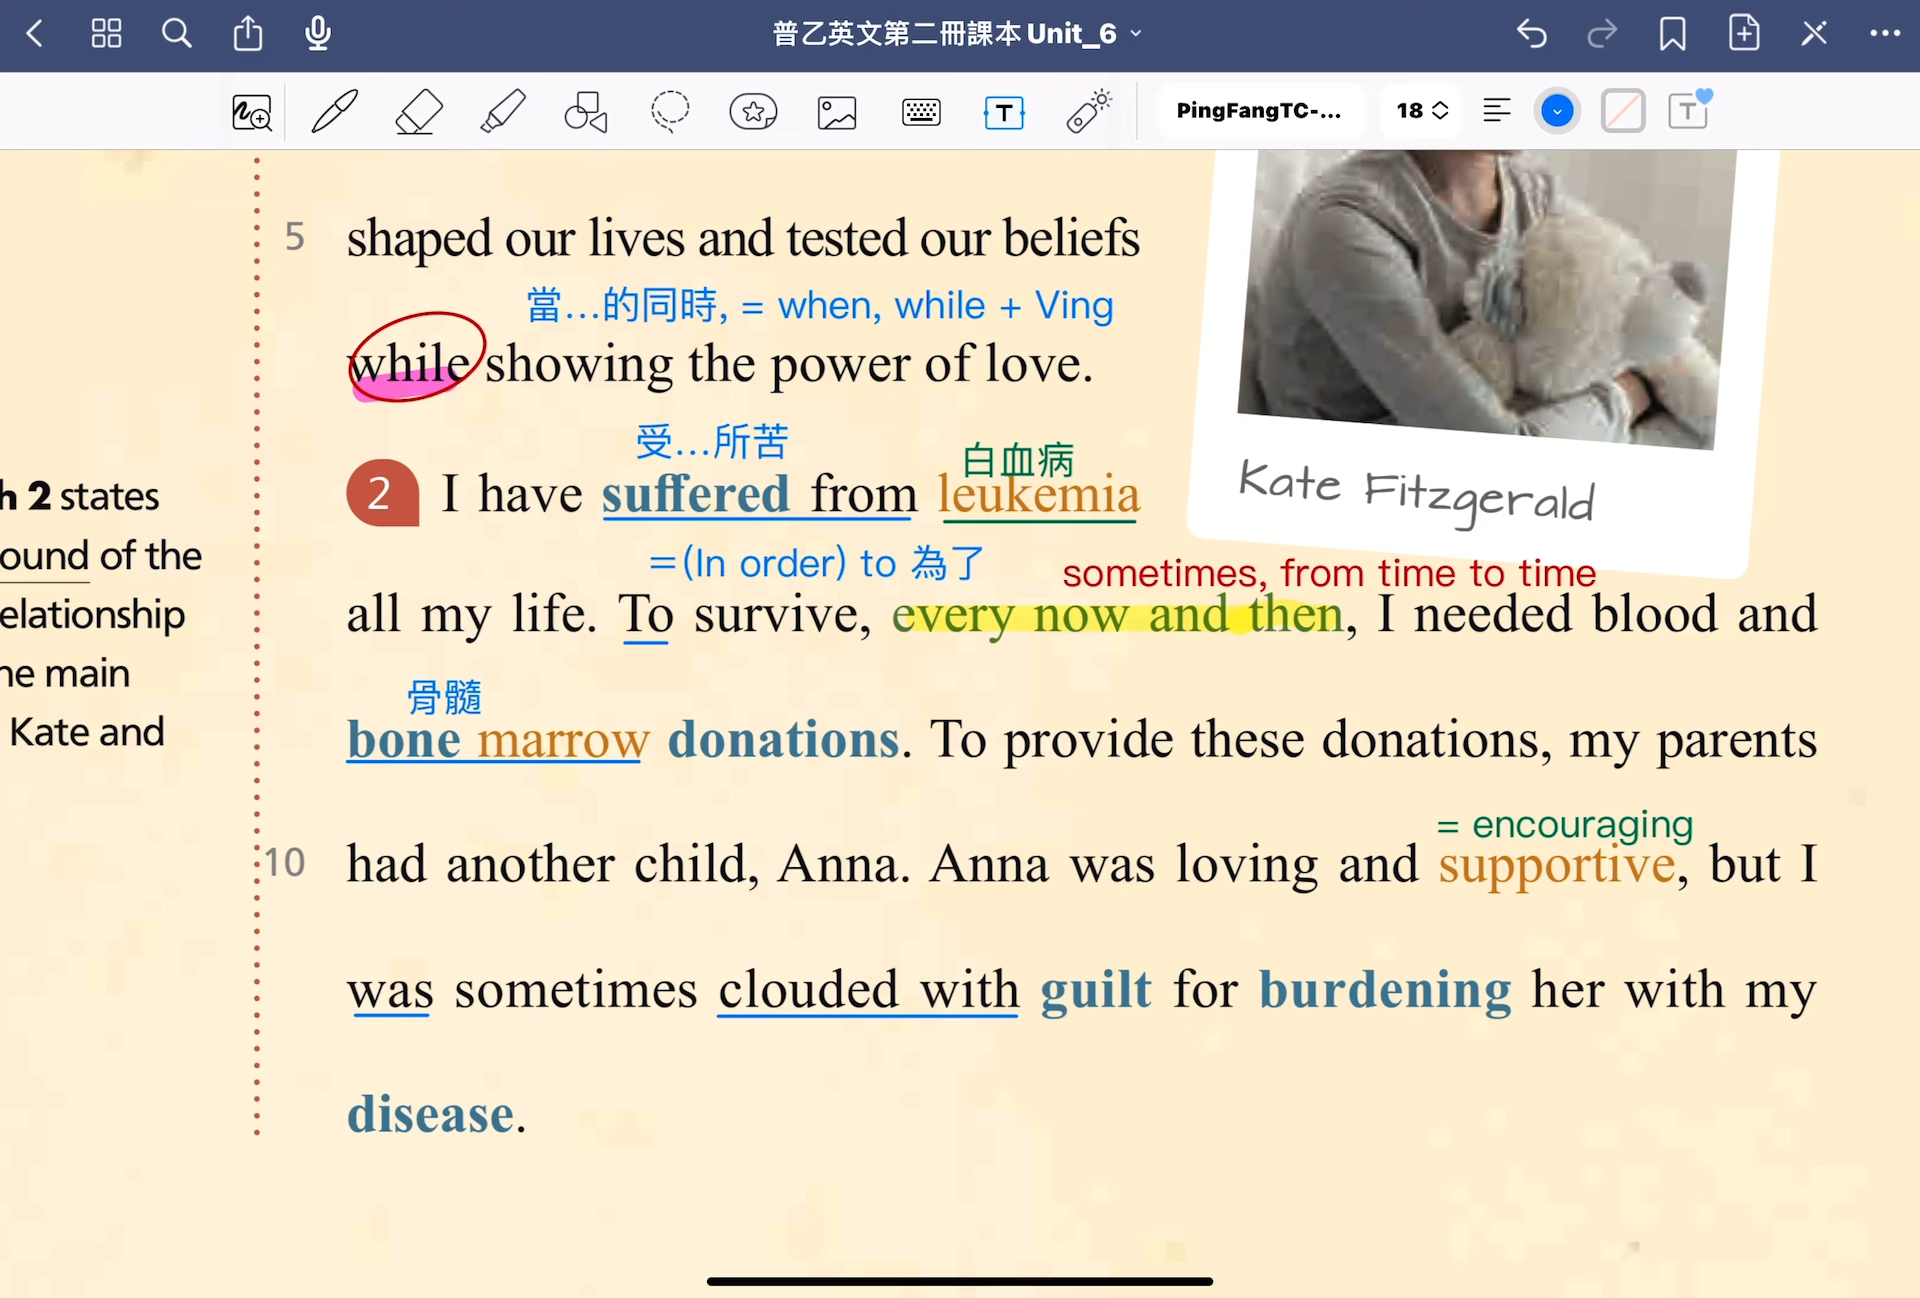 普乙英文第二冊課本 Unit_6
T
PingFangTC-...
18
T
5 shaped our lives and tested our beliefs
當...的同時, = when, while + Ving
while showing the power of love.
受...所苦
白血病
2 I have suffered from leukemia
=(In order) to 為了
sometimes, from time to time
all my life. To survive, every now and then, I needed blood and
骨髓
bone marrow donations. To provide these donations, my parents
= encouraging
10 had another child, Anna. Anna was loving and supportive, but I
was sometimes clouded with guilt for burdening her with my
disease.
Kate Fitzgerald
h 2 states
ound of the
elationship
ne main
Kate and